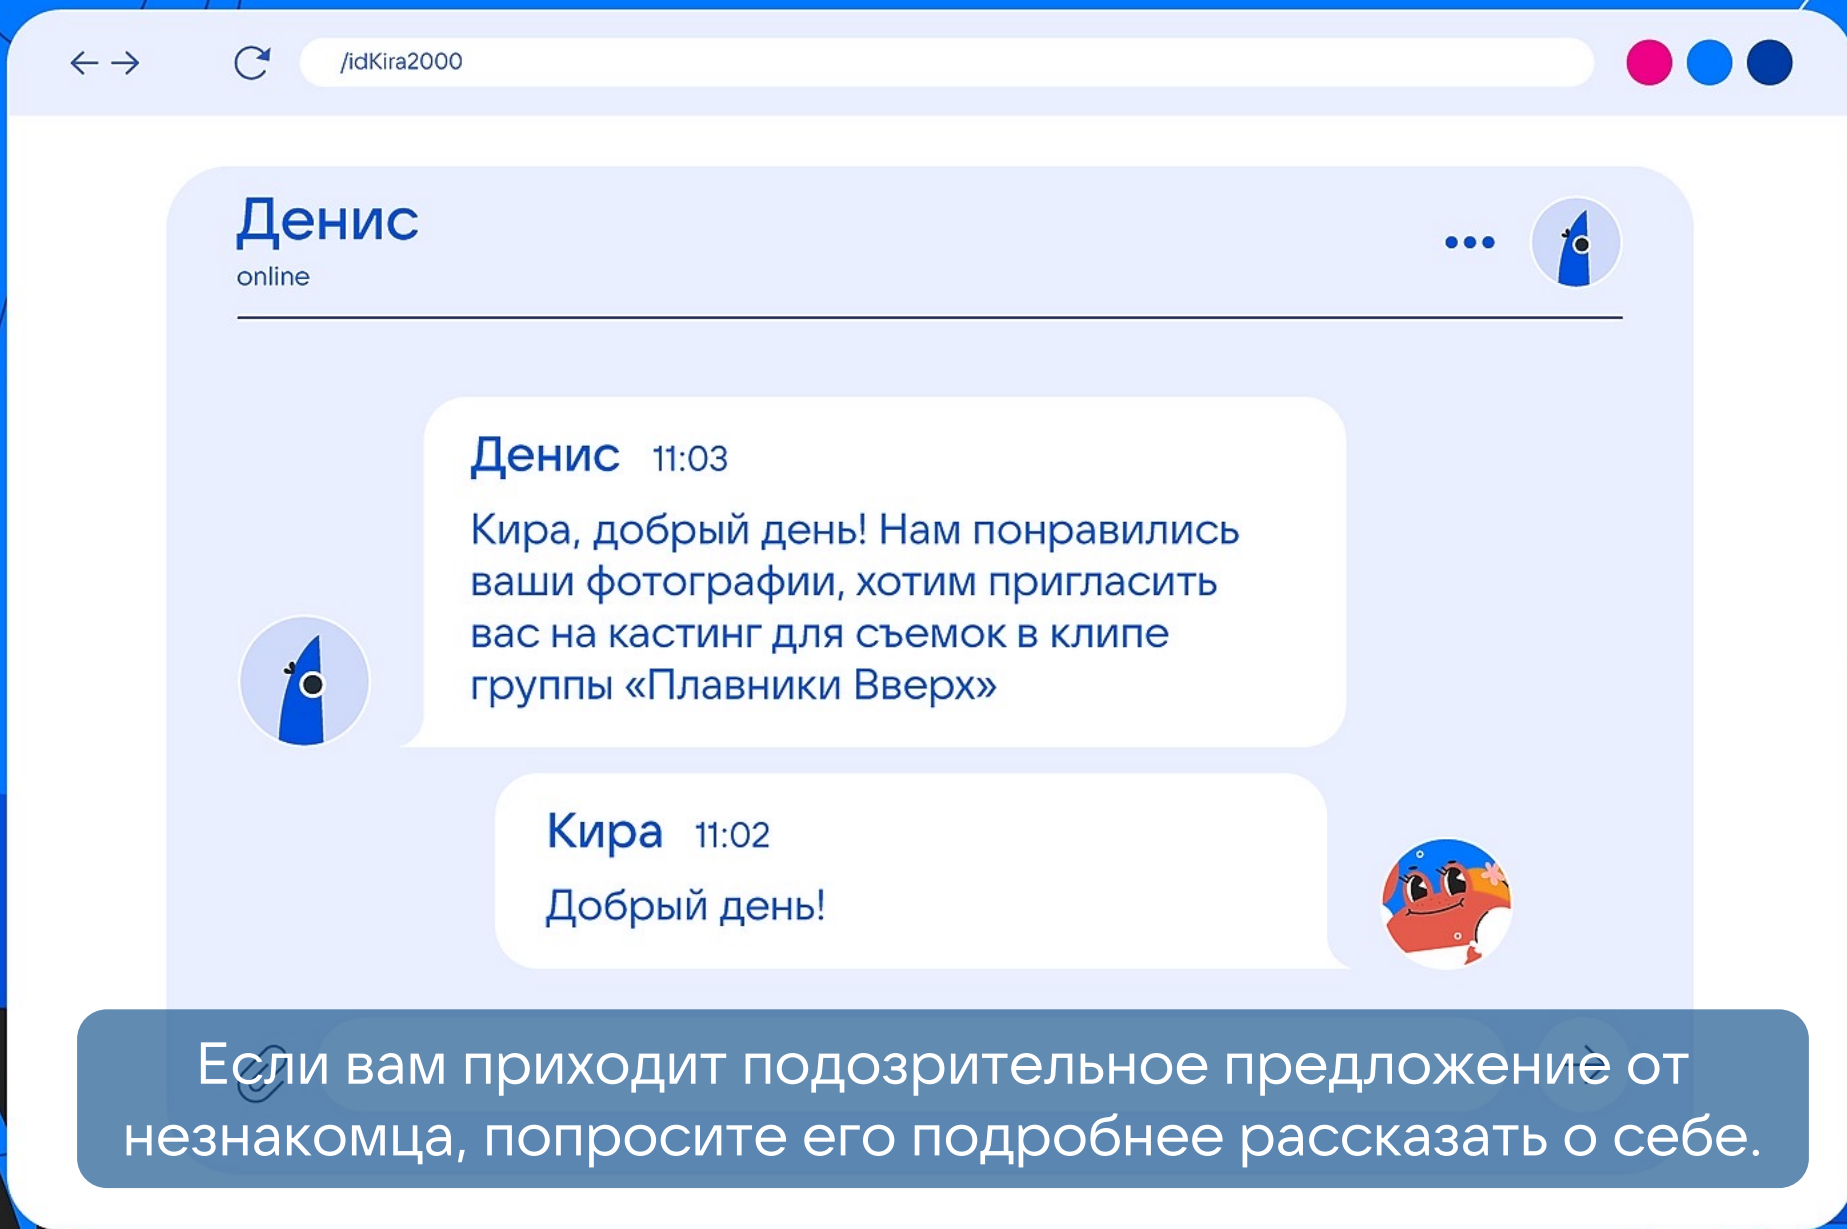 /idKira2000
Денис
online
Денис 11:03
Кира, добрый день! Нам понравились
ваши фотографии, хотим пригласить
вас на кастинг для съемок в клипе
группы «Плавники Вверх»
Кира 11:02
Добрый день!
Если вам приходит подозрительное предложение от
незнакомца, попросите его подробнее рассказать о себе.